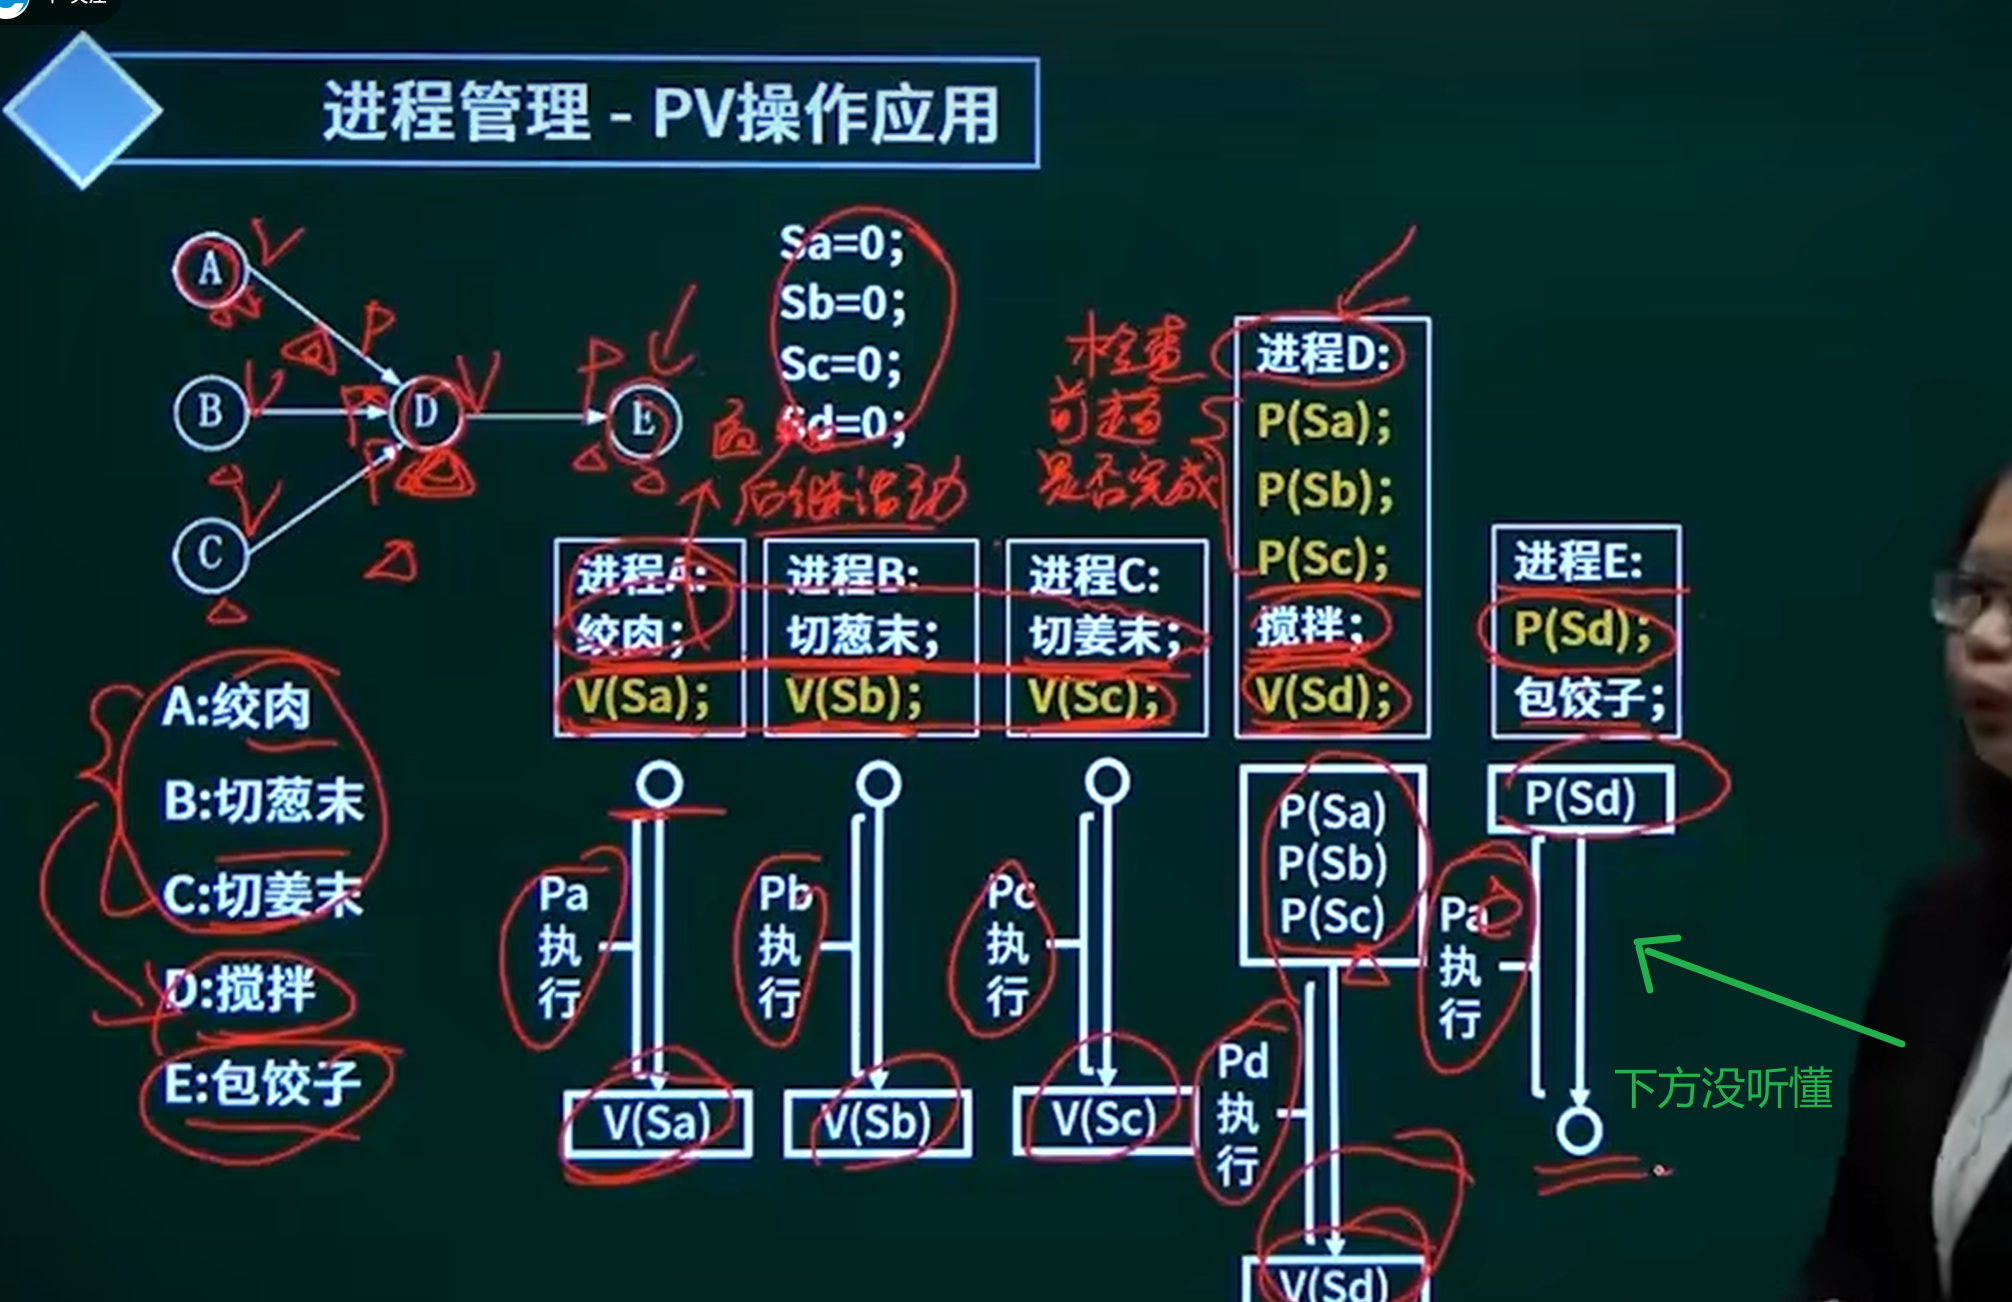 进程管理 - PV操作应用
A
B
C
D
E
V
V
V
P
P
P
V
P
Sa=0;
Sb=0;
Sc=0;
Sd=0;
后继活动
检查
前趋
是否完成
A:绞肉
B:切葱末
C:切姜末
D:搅拌
E:包饺子
进程A:
绞肉;
V(Sa);
进程B:
切葱末;
V(Sb);
进程C:
切姜末;
V(Sc);
进程D:
P(Sa);
P(Sb);
P(Sc);
搅拌;
V(Sd);
进程E:
P(Sd);
包饺子;
Pa
执
行
V(Sa)
Pb
执
行
V(Sb)
Pc
执
行
V(Sc)
P(Sa)
P(Sb)
P(Sc)
Pd
执
行
V(Sd)
P(Sd)
Pa
执
行
下方没听懂